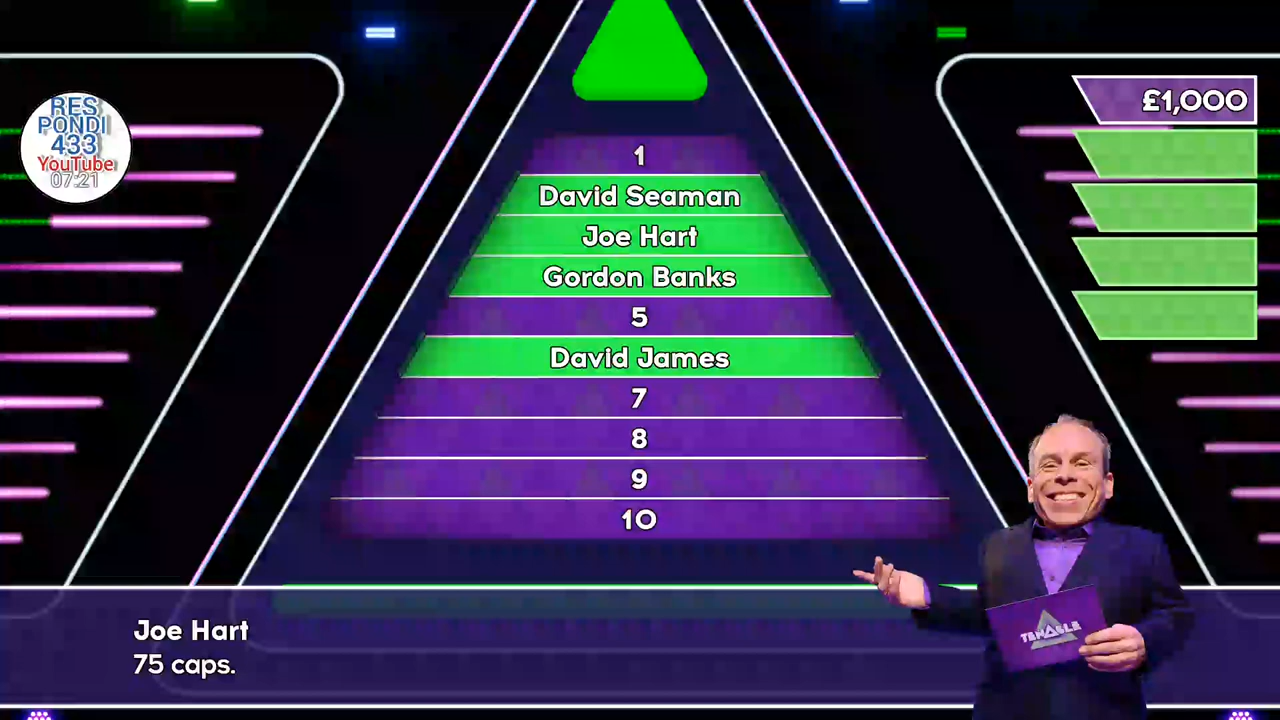 RES
PONDI
433
YouTube
07:21
£1,000
1
David Seaman
Joe Hart
Gordon Banks
5
David James
7
8
9
10
Joe Hart
75 caps.
TENABLE